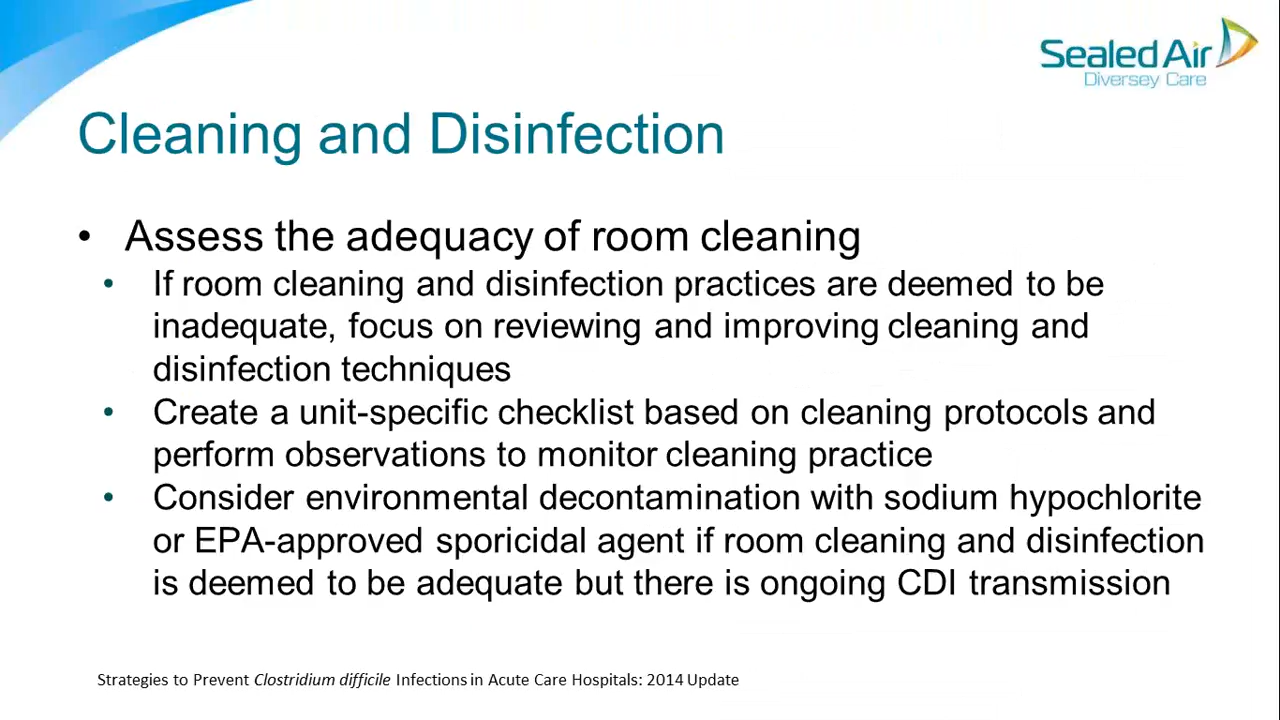 Sealed Air
Diversey Care
Cleaning and Disinfection
• Assess the adequacy of room cleaning
• If room cleaning and disinfection practices are deemed to be
inadequate, focus on reviewing and improving cleaning and
disinfection techniques
• Create a unit-specific checklist based on cleaning protocols and
perform observations to monitor cleaning practice
• Consider environmental decontamination with sodium hypochlorite
or EPA-approved sporicidal agent if room cleaning and disinfection
is deemed to be adequate but there is ongoing CDI transmission
Strategies to Prevent Clostridium difficile Infections in Acute Care Hospitals: 2014 Update